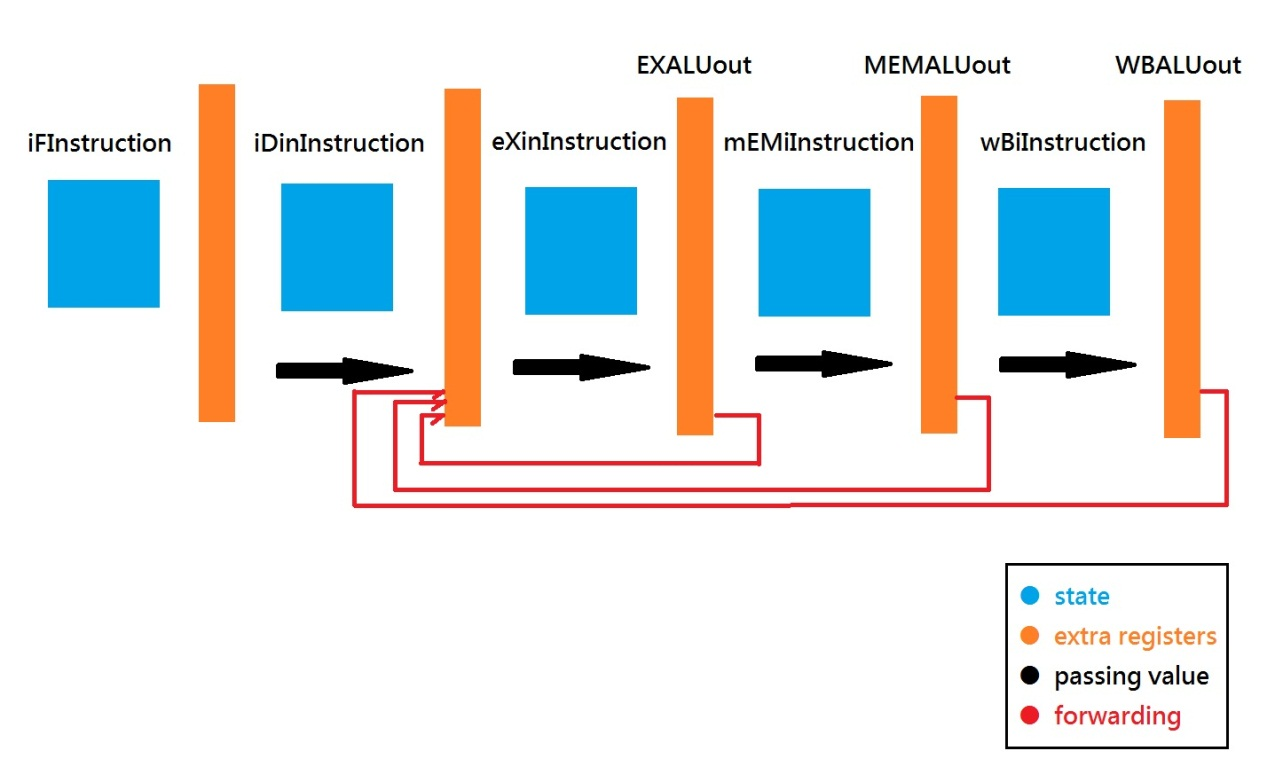 EXALUout
MEMALUout
WBALUout
iFInstruction
iDinInstruction
eXinInstruction
mEMiInstruction
wBiInstruction
state
extra registers
passing value
forwarding